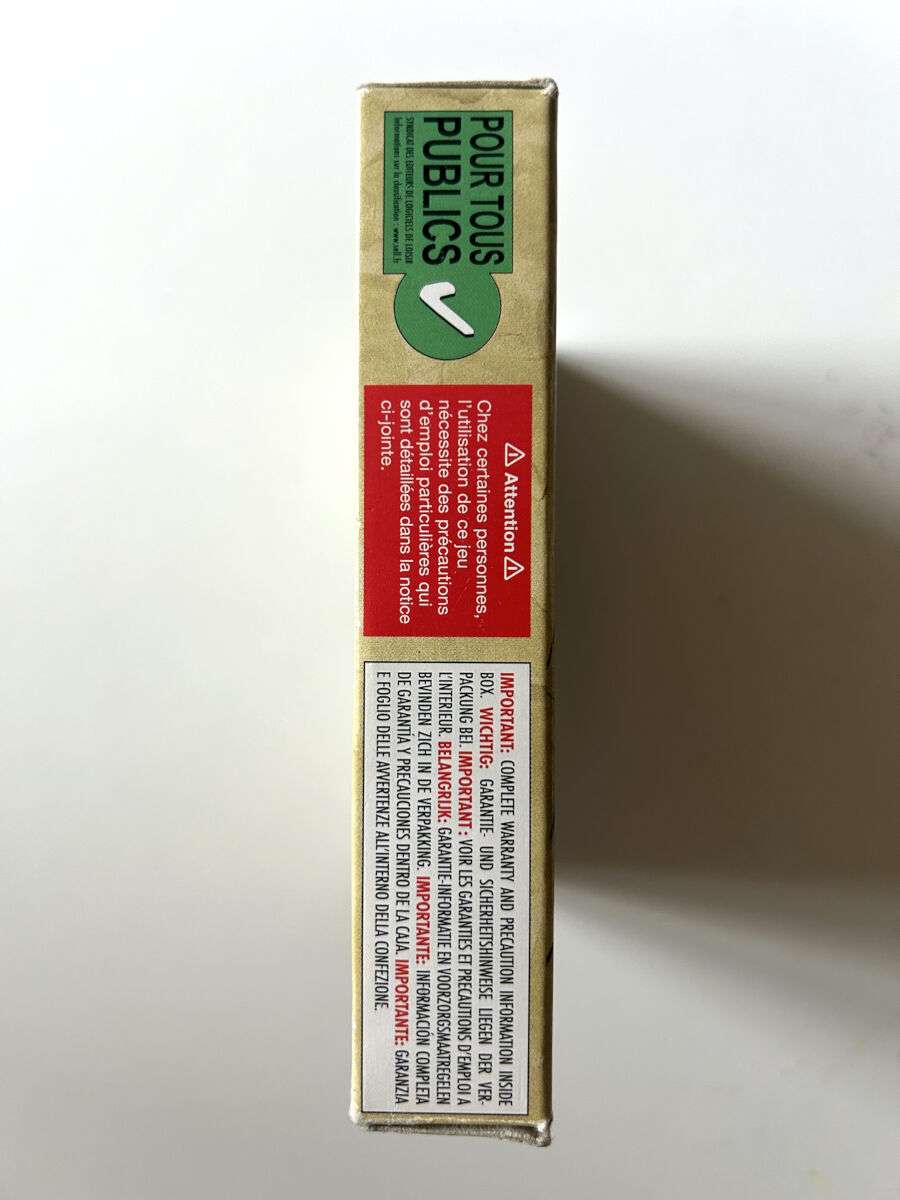 POUR TOUS
PUBLICS
SYNDICAT DES EDITEURS DE LOGICIELS DE LOISIR
Informations sur la classification : www.sell.fr
⚠ Attention ⚠
Chez certaines personnes,
l'utilisation de ce jeu
nécessite des précautions
d'emploi particulières qui
sont détaillées dans la notice
ci-jointe.
IMPORTANT: COMPLETE WARRANTY AND PRECAUTION INFORMATION INSIDE
BOX. WICHTIG: GARANTIE- UND SICHERHEITSHINWEISE LIEGEN DER VER-
PACKUNG BEI. IMPORTANT : VOIR LES GARANTIES ET PRECAUTIONS D'EMPLOI A
L'INTERIEUR. BELANGRIJK: GARANTIE-INFORMATIE EN VOORZORGSMAATREGELEN
BEVINDEN ZICH IN DE VERPAKKING. IMPORTANTE: INFORMACIÓN COMPLETA
DE GARANTÍA Y PRECAUCIONES DENTRO DE LA CAJA. IMPORTANTE: GARANZIA
E FOGLIO DELLE AVVERTENZE ALL'INTERNO DELLA CONFEZIONE.